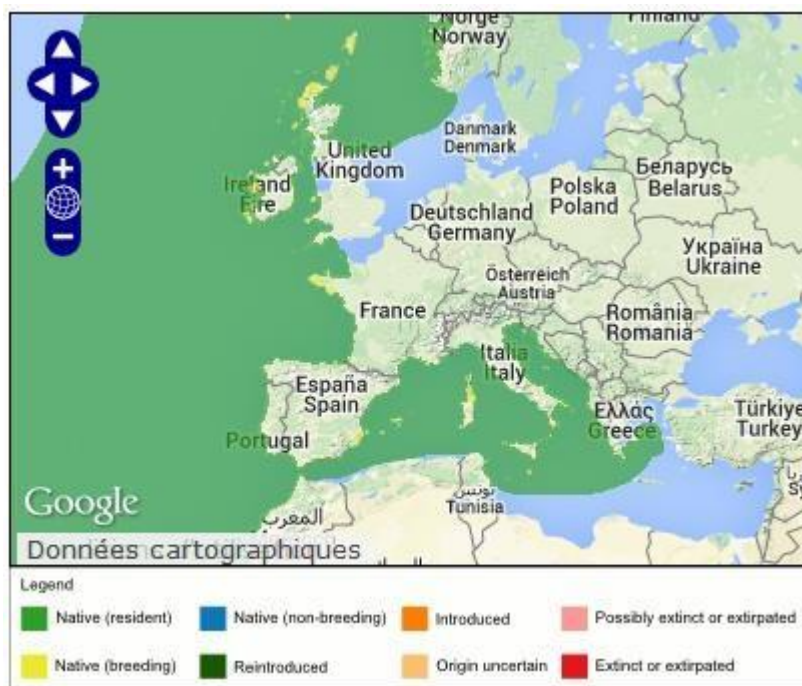 Norge
Norway
Finland
United
Kingdom
Danmark
Denmark
Ireland
Éire
Беларусь
Belarus
Polska
Poland
Deutschland
Germany
Україна
Ukraine
Österreich
Austria
France
România
Romania
Italia
Italy
España
Spain
Portugal
Ελλάς
Greece
Türkiye
Turkey
تونس
Tunisia
المغرب
Google
Données cartographiques
Legend
Native (resident)
Native (non-breeding)
Introduced
Possibly extinct or extirpated
Native (breeding)
Reintroduced
Origin uncertain
Extinct or extirpated